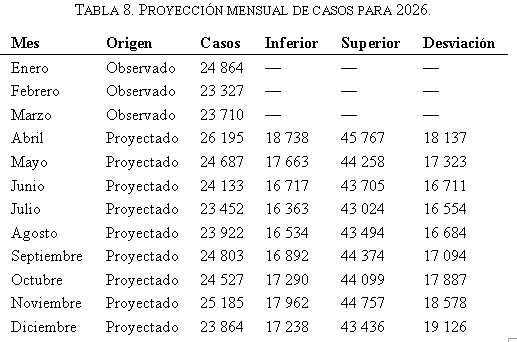 TABLA 8. PROYECCIÓN MENSUAL DE CASOS PARA 2026.
Mes Origen Casos Inferior Superior Desviación
Enero Observado 24 864 — — —
Febrero Observado 23 327 — — —
Marzo Observado 23 710 — — —
Abril Proyectado 26 195 18 738 45 767 18 137
Mayo Proyectado 24 687 17 663 44 258 17 323
Junio Proyectado 24 133 16 717 43 705 16 711
Julio Proyectado 23 452 16 363 43 024 16 554
Agosto Proyectado 23 922 16 534 43 494 16 684
Septiembre Proyectado 24 803 16 892 44 374 17 094
Octubre Proyectado 24 527 17 290 44 099 17 887
Noviembre Proyectado 25 185 17 962 44 757 18 578
Diciembre Proyectado 23 864 17 238 43 436 19 126